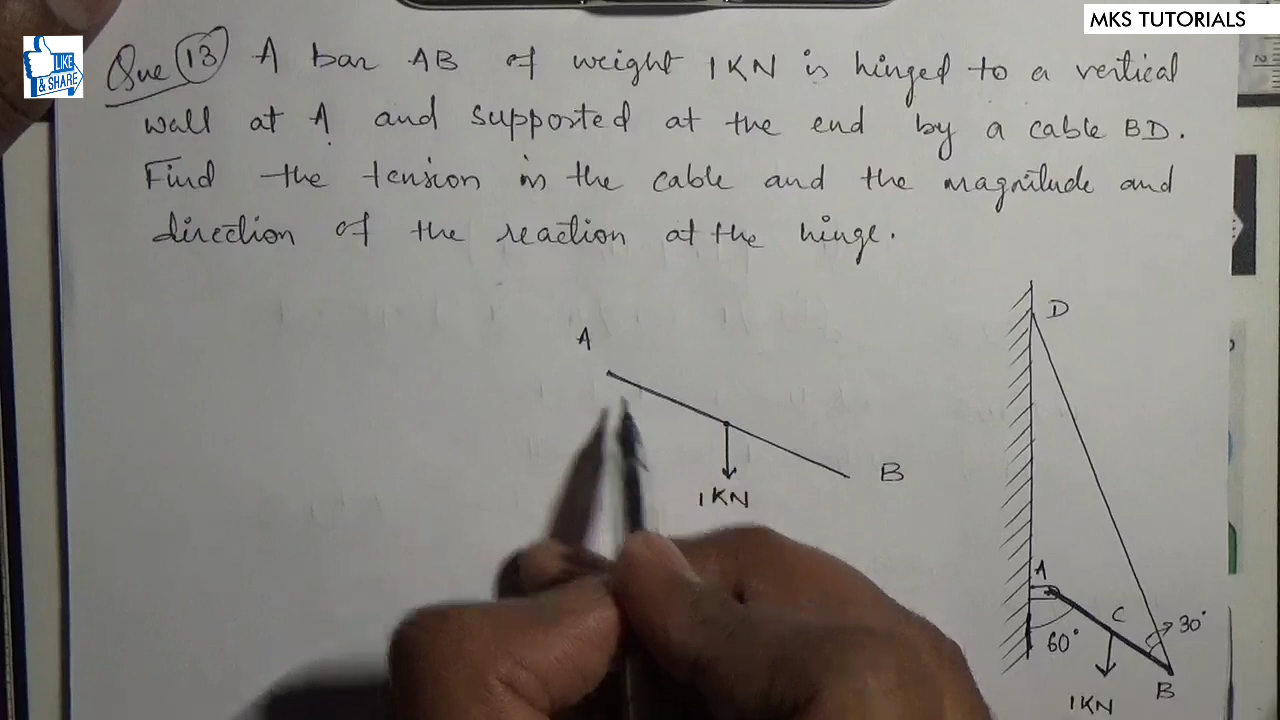 MKS TUTORIALS
LIKE
& SHARE
Que 13 A bar AB of weight 1KN is hinged to a vertical
wall at A and supported at the end by a cable BD.
Find the tension in the cable and the magnitude and
direction of the reaction at the hinge.
A
B
1KN
D
A
C
30°
60°
B
1KN